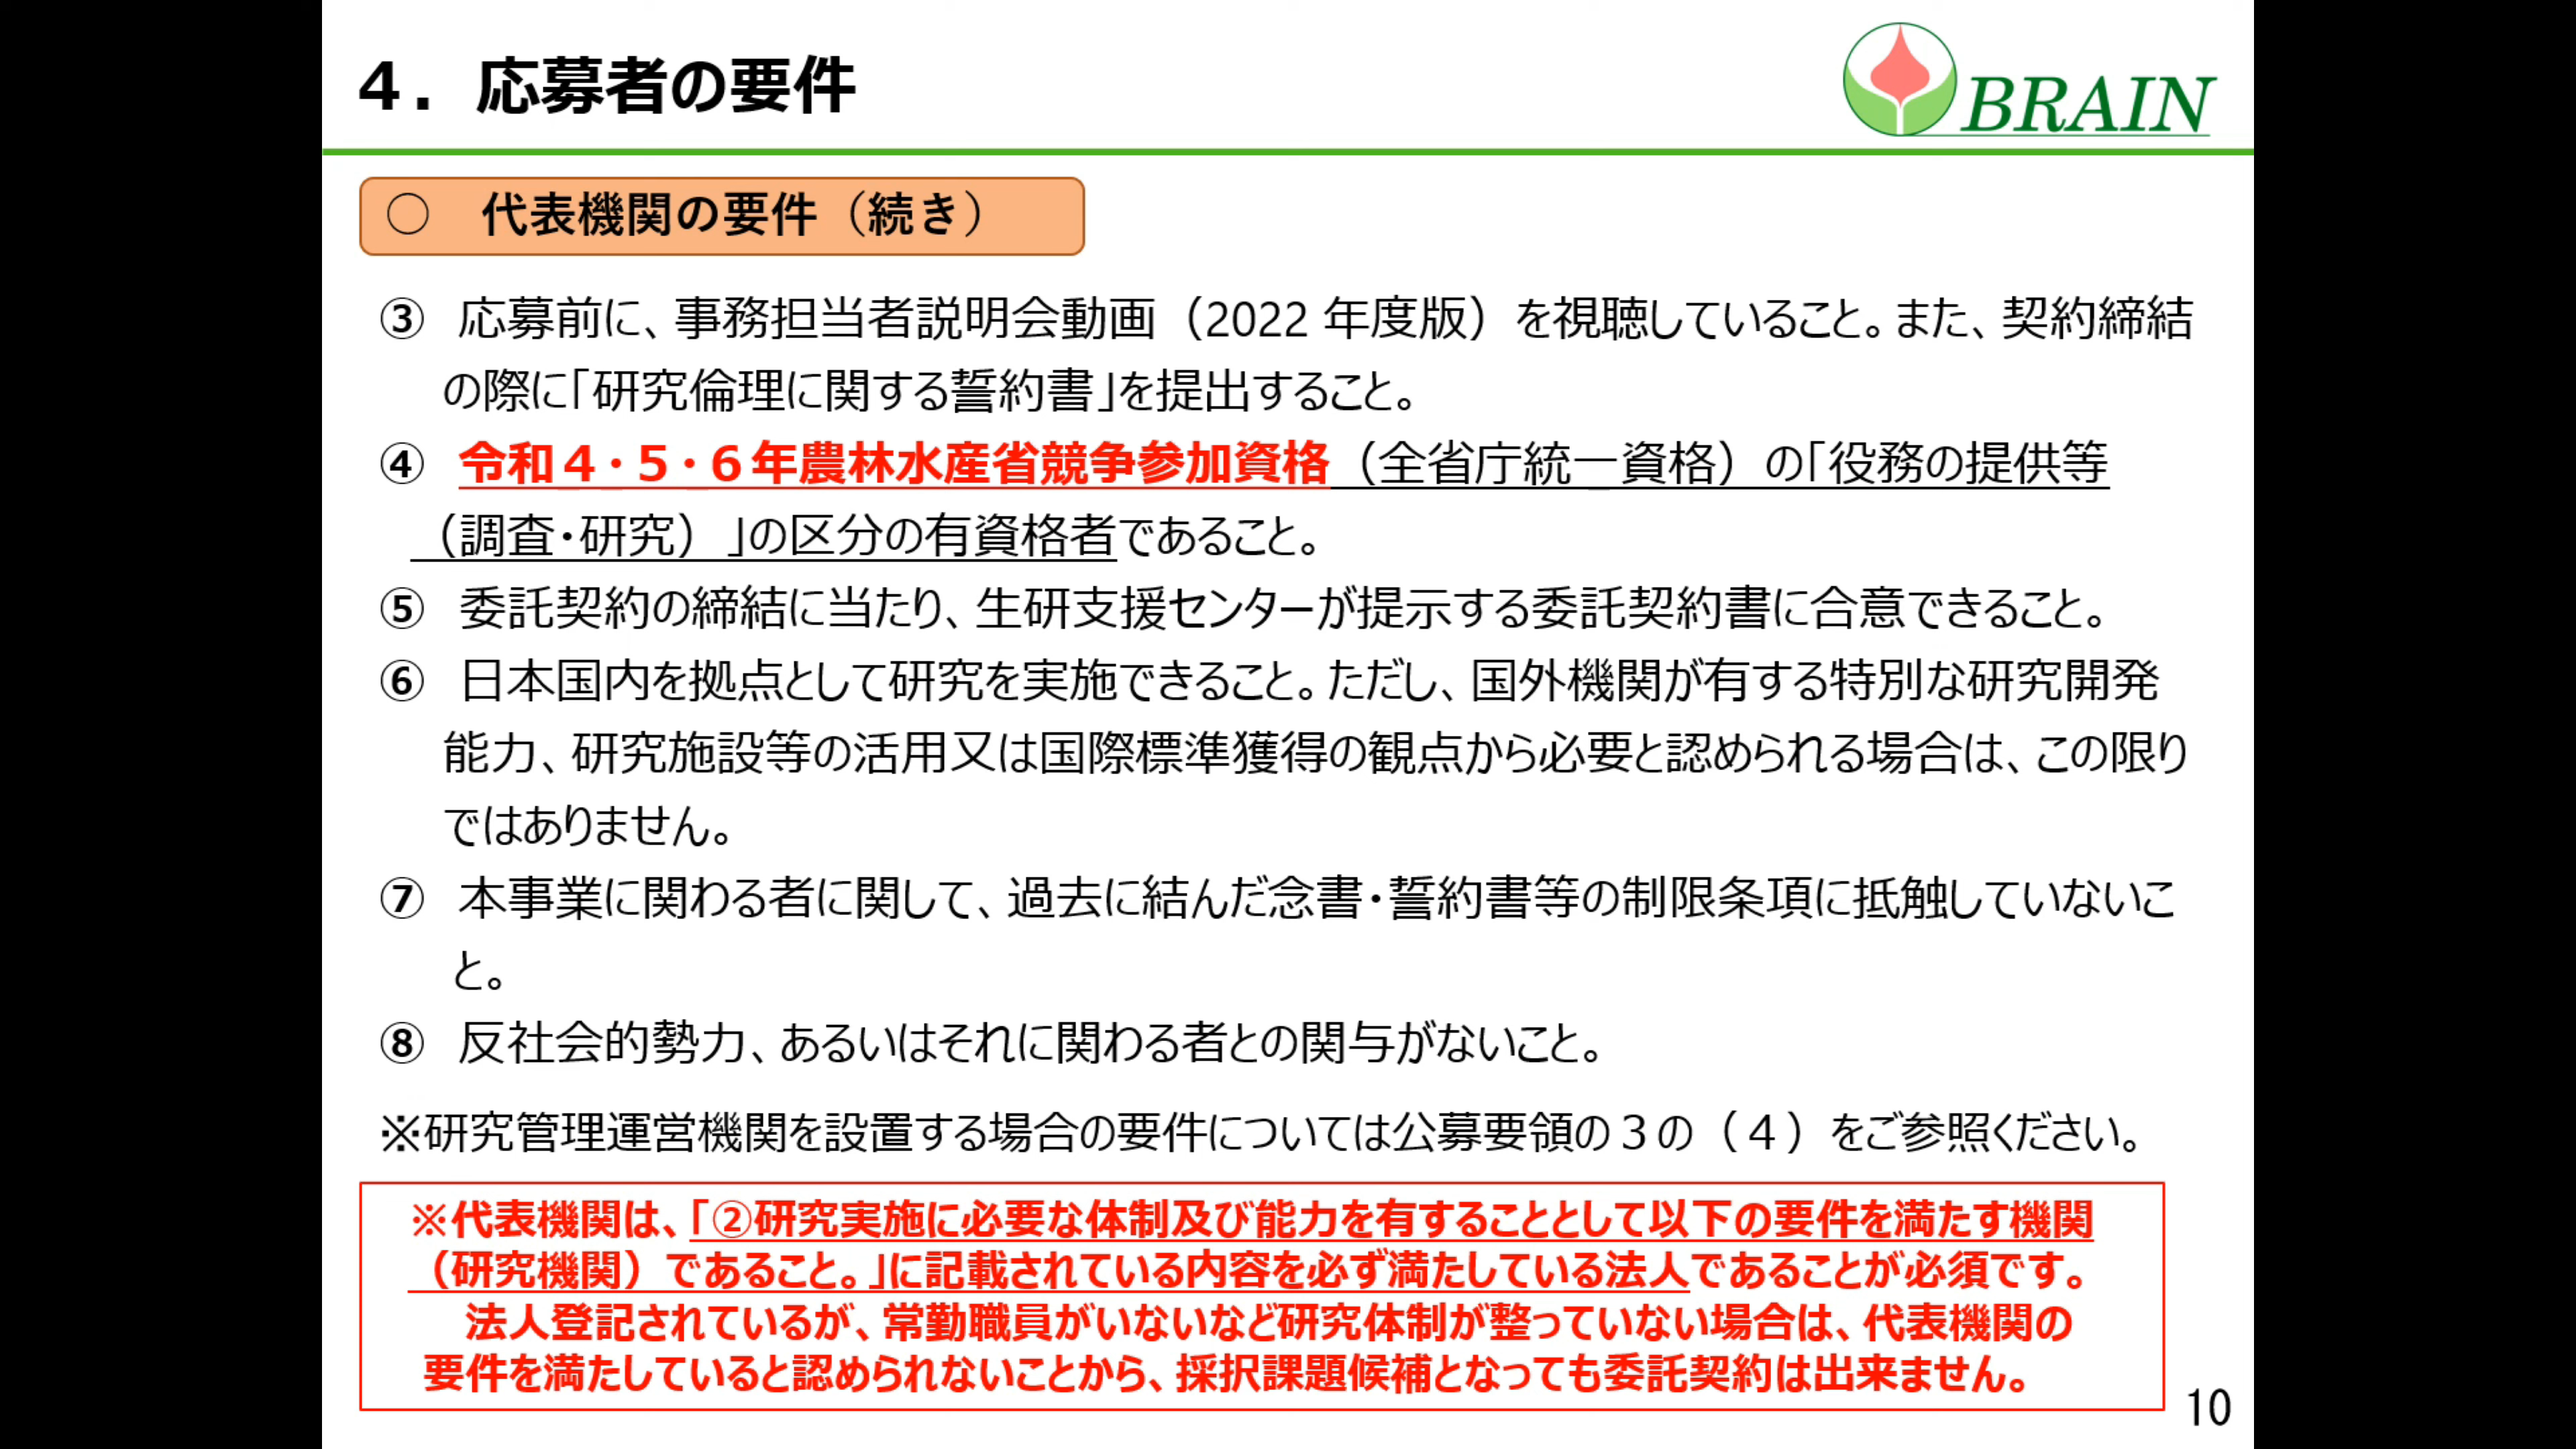 ４．応募者の要件
BRAIN
○　代表機関の要件（続き）
③　応募前に、事務担当者説明会動画（2022 年度版）を視聴していること。また、契約締結
の際に「研究倫理に関する誓約書」を提出すること。
④　令和４・５・６年農林水産省競争参加資格（全省庁統一資格）の「役務の提供等
（調査・研究）」の区分の有資格者であること。
⑤　委託契約の締結に当たり、生研支援センターが提示する委託契約書に合意できること。
⑥　日本国内を拠点として研究を実施できること。ただし、国外機関が有する特別な研究開発
能力、研究施設等の活用又は国際標準獲得の観点から必要と認められる場合は、この限り
ではありません。
⑦　本事業に関わる者に関して、過去に結んだ念書・誓約書等の制限条項に抵触していないこ
と。
⑧　反社会的勢力、あるいはそれに関わる者との関与がないこと。
※研究管理運営機関を設置する場合の要件については公募要領の３の（４）をご参照ください。
※代表機関は、「②研究実施に必要な体制及び能力を有することとして以下の要件を満たす機関
（研究機関）であること。」に記載されている内容を必ず満たしている法人であることが必須です。
法人登記されているが、常勤職員がいないなど研究体制が整っていない場合は、代表機関の
要件を満たしていると認められないことから、採択課題候補となっても委託契約は出来ません。
10